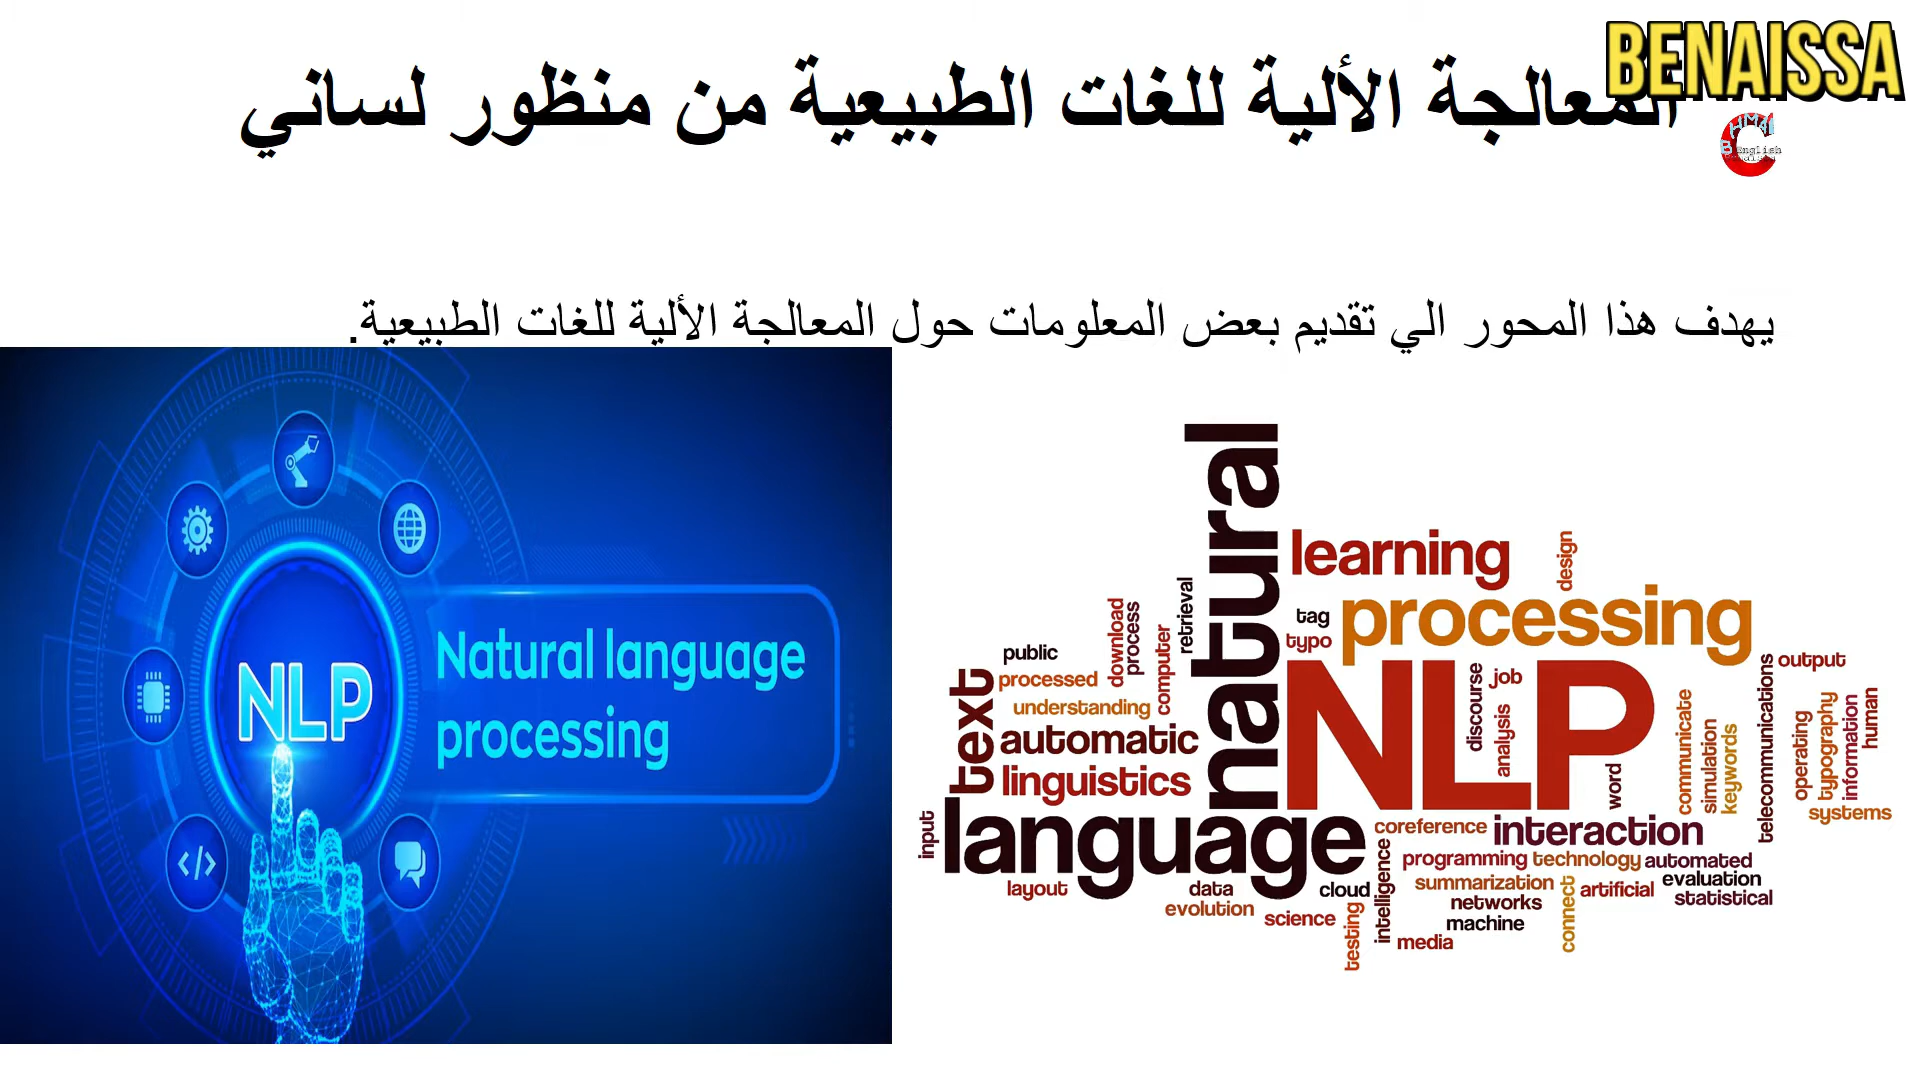 BENAISSA
المعالجة الألية للغات الطبيعية من منظور لساني
English
يهدف هذا المحور الي تقديم بعض المعلومات حول المعالجة الألية للغات الطبيعية.
NLP
Natural language
processing
natural
learning
design
processing
tag
typo
retrieval
download
process
computer
public
processed
understanding
text
automatic
linguistics
NLP
discourse
job
analysis
word
communicate
simulation
keywords
telecommunications
output
operating
typography
information
human
systems
input
language
coreference
interaction
programming
technology
automated
intelligence
summarization
artificial
evaluation
statistical
networks
connect
machine
media
layout
data
cloud
evolution
science
testing